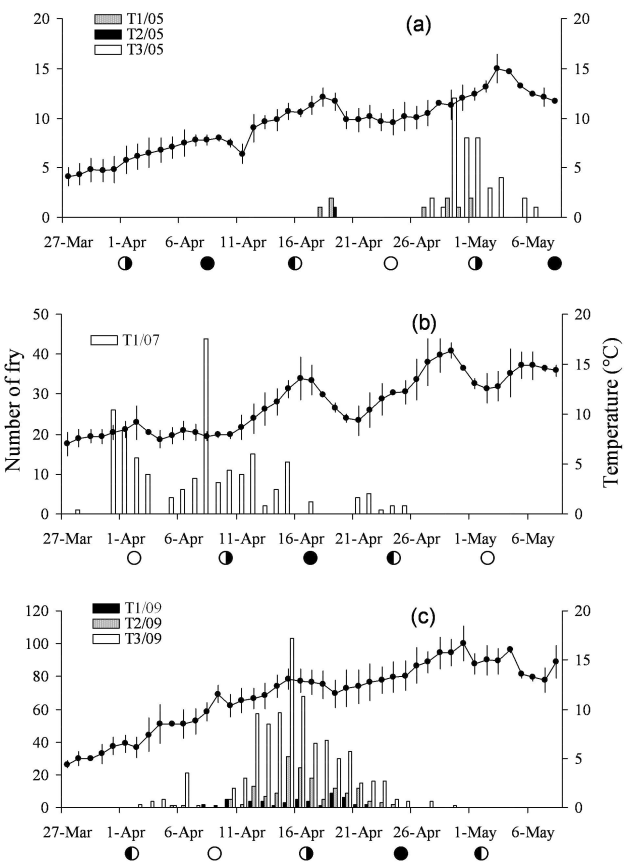 (a)
T1/05
T2/05
T3/05
20 20
15 15
10 10
5 5
0 0
27-Mar 1-Apr 6-Apr 11-Apr 16-Apr 21-Apr 26-Apr 1-May 6-May
(b)
T1/07
50 20
40 15
30
10
20
5
10
0 0
27-Mar 1-Apr 6-Apr 11-Apr 16-Apr 21-Apr 26-Apr 1-May 6-May
Number of fry
Temperature (°C)
(c)
T1/09
T2/09
T3/09
120 20
100
15
80
60 10
40
5
20
0 0
27-Mar 1-Apr 6-Apr 11-Apr 16-Apr 21-Apr 26-Apr 1-May 6-May